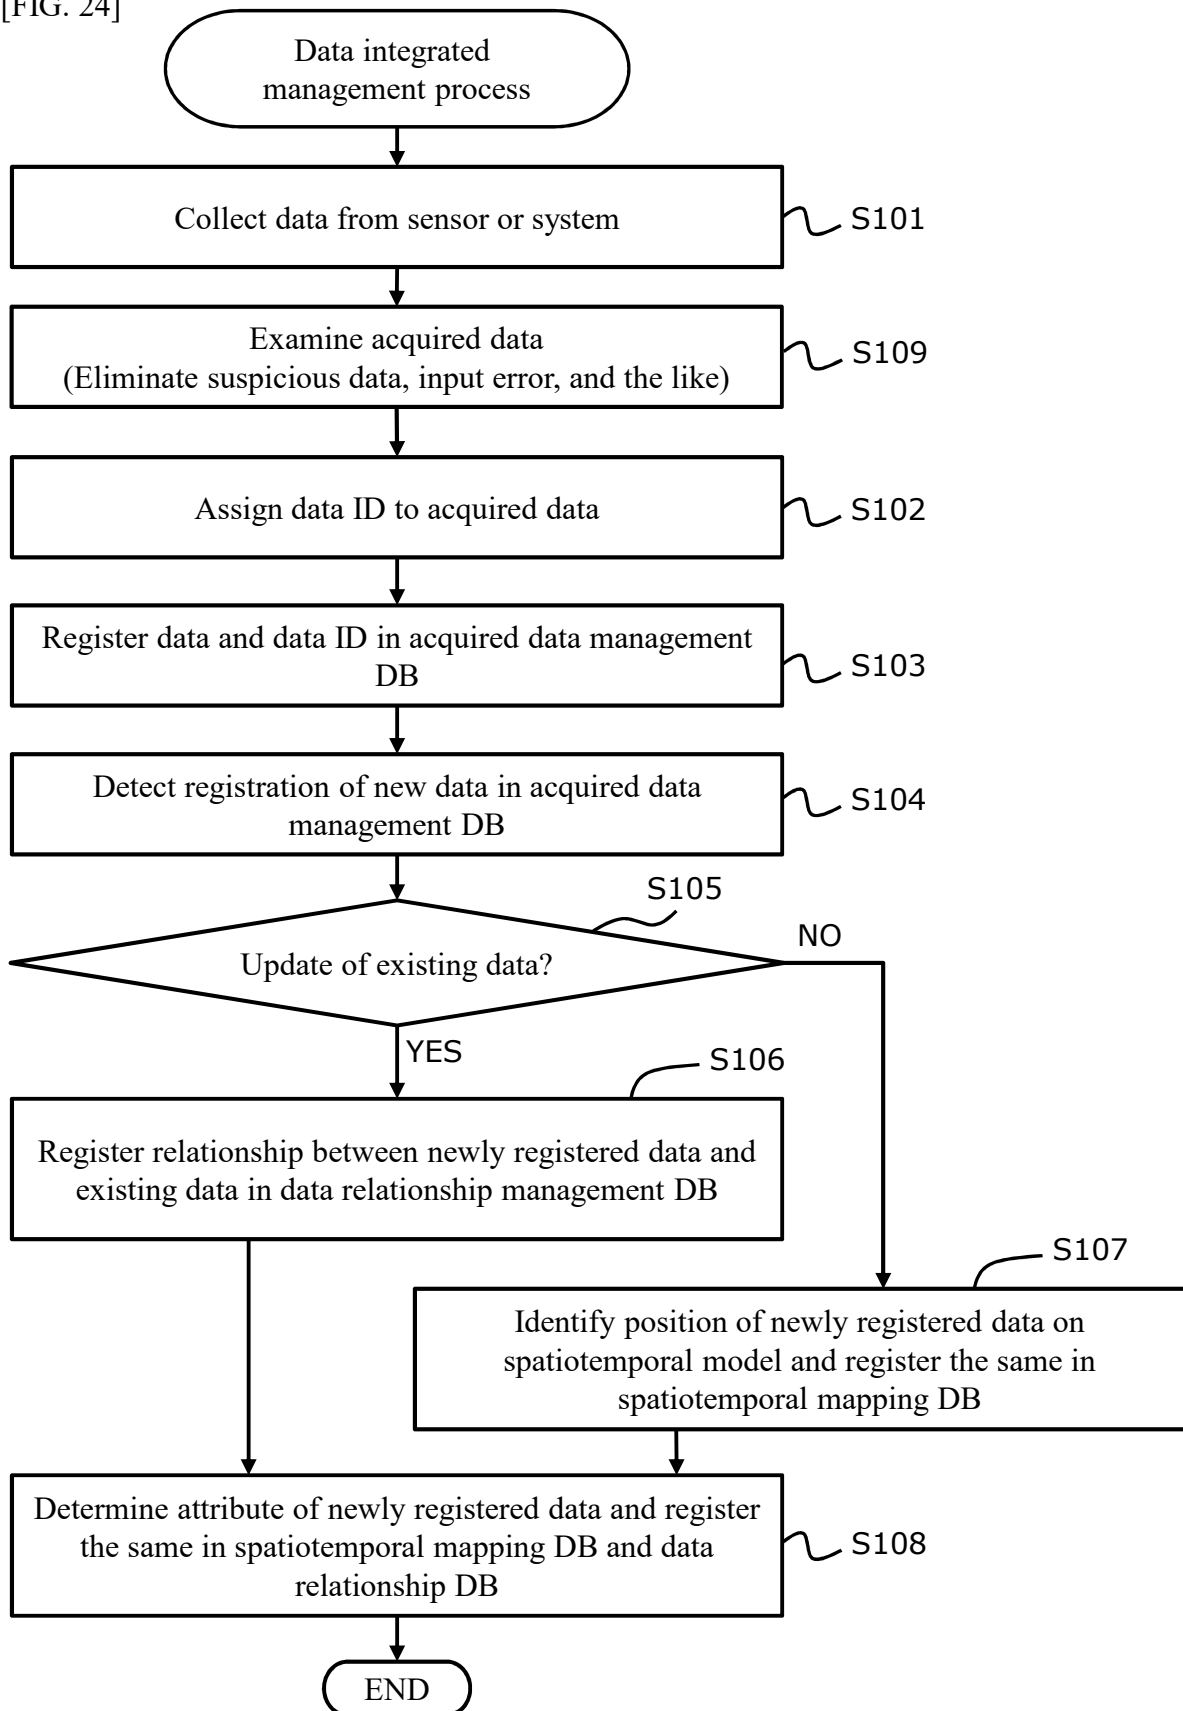 [FIG. 24]
Data integrated
management process
Collect data from sensor or system
S101
Examine acquired data
(Eliminate suspicious data, input error, and the like)
S109
Assign data ID to acquired data
S102
Register data and data ID in acquired data management
DB
S103
Detect registration of new data in acquired data
management DB
S104
S105
Update of existing data?
NO
YES
S106
Register relationship between newly registered data and
existing data in data relationship management DB
S107
Identify position of newly registered data on
spatiotemporal model and register the same in
spatiotemporal mapping DB
Determine attribute of newly registered data and register
the same in spatiotemporal mapping DB and data
relationship DB
S108
END